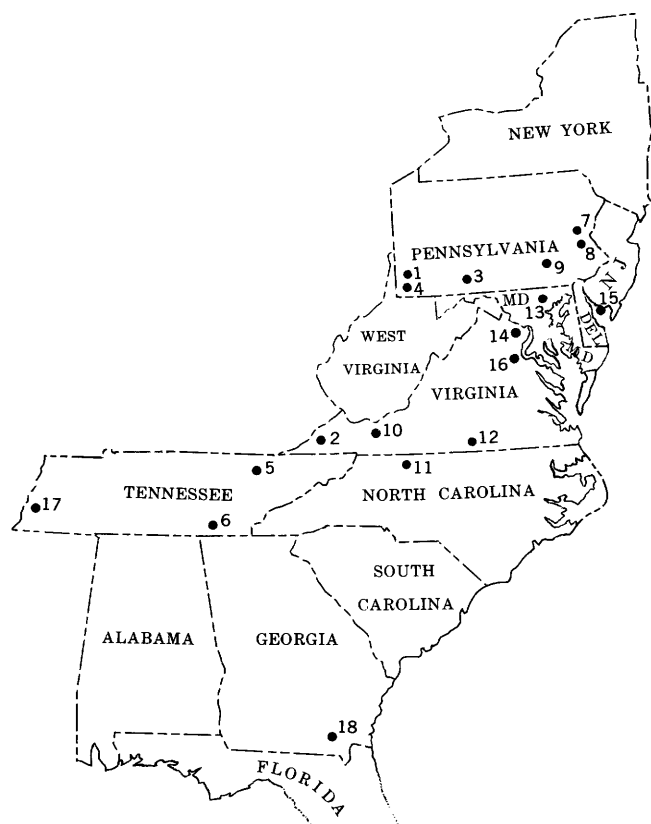 NEW YORK
7
PENNSYLVANIA
8
9
1
3
4
N J
MD
13
15
DEL
MD
WEST
VIRGINIA
14
16
VIRGINIA
2
10
12
5
11
TENNESSEE
NORTH CAROLINA
17
6
SOUTH
CAROLINA
ALABAMA
GEORGIA
18
FLORIDA